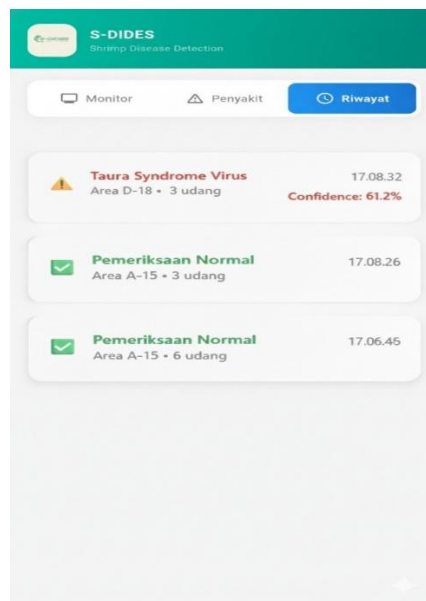 S-DIDES
Shrimp Disease Detection
Monitor
Penyakit
Riwayat
Taura Syndrome Virus
17.08.32
Area D-18 • 3 udang
Confidence: 61.2%
Pemeriksaan Normal
17.08.26
Area A-15 • 3 udang
Pemeriksaan Normal
17.06.45
Area A-15 • 6 udang